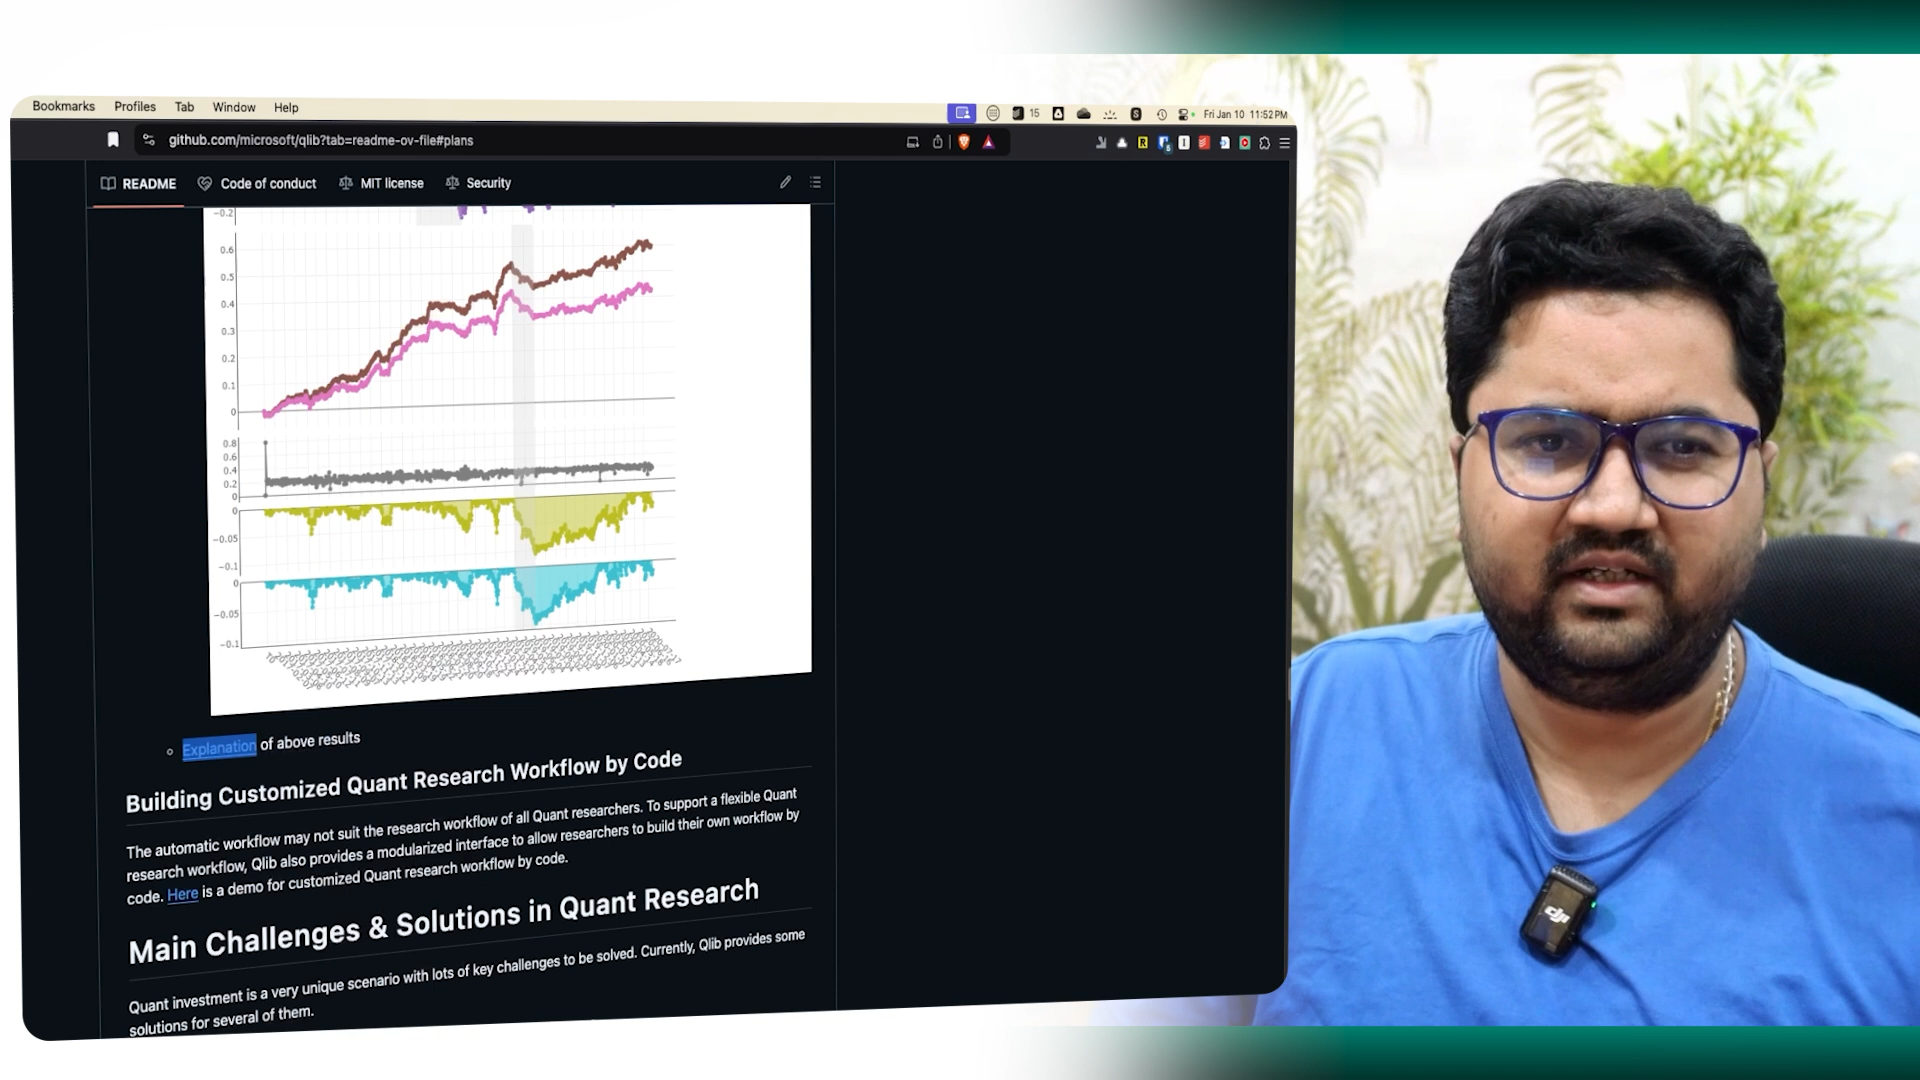 Bookmarks Profiles Tab Window Help
15 Fri Jan 10 11:52 PM
github.com/microsoft/qlib?tab=readme-ov-file#plans
README Code of conduct MIT license Security
−0.2
0.6
0.5
0.4
0.3
0.2
0.1
0
0.8
0.6
0.4
0.2
0
0
−0.05
−0.1
0
−0.05
−0.1
Explanation of above results
Building Customized Quant Research Workflow by Code
The automatic workflow may not suit the research workflow of all Quant researchers. To support a flexible Quant
research workflow, Qlib also provides a modularized interface to allow researchers to build their own workflow by
code. Here is a demo for customized Quant research workflow by code.
Main Challenges & Solutions in Quant Research
Quant investment is a very unique scenario with lots of key challenges to be solved. Currently, Qlib provides some
solutions for several of them.
dji